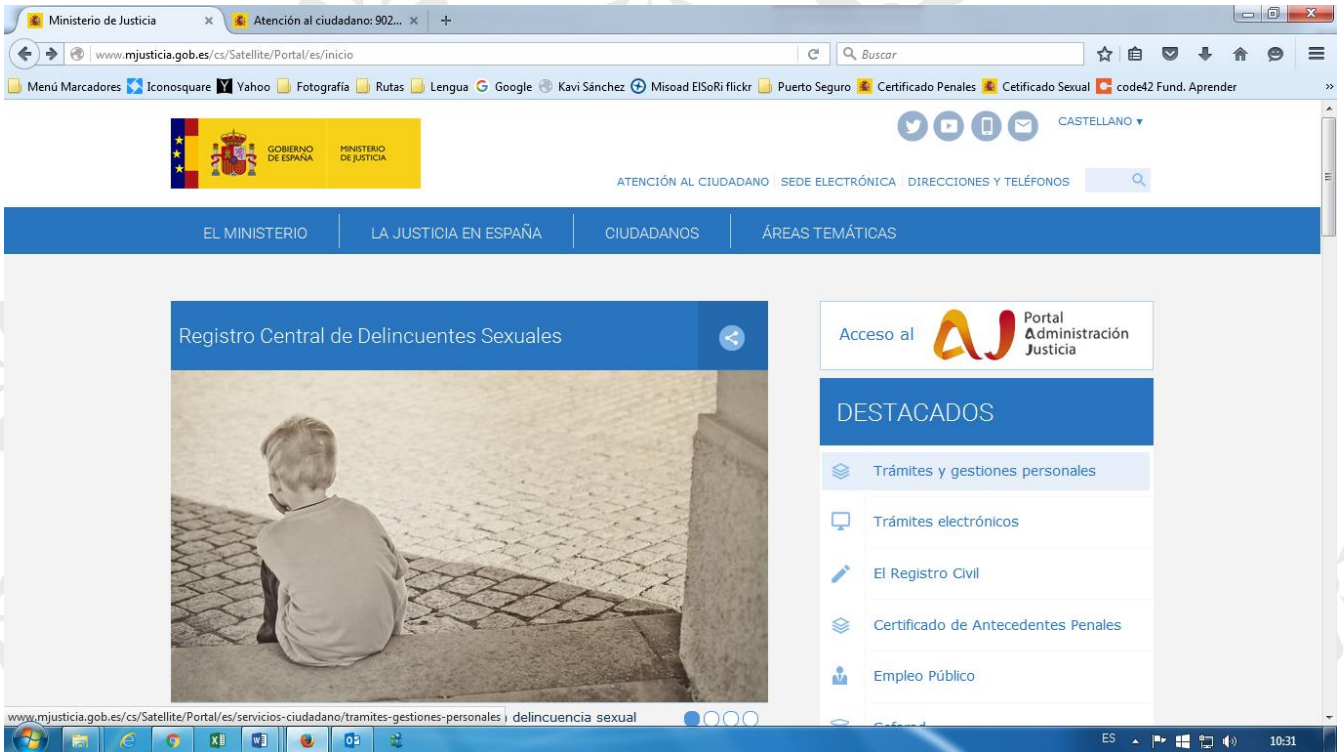 Ministerio de Justicia
Atención al ciudadano: 902...
www.mjusticia.gob.es/cs/Satellite/Portal/es/inicio
Buscar
Menú Marcadores Iconosquare Yahoo Fotografía Rutas Lengua Google Kavi Sánchez Misoad ElSoRi flickr Puerto Seguro Certificado Penales Cetificado Sexual code42 Fund. Aprender
GOBIERNO DE ESPAÑA
MINISTERIO DE JUSTICIA
CASTELLANO
ATENCIÓN AL CIUDADANO SEDE ELECTRÓNICA DIRECCIONES Y TELÉFONOS
EL MINISTERIO LA JUSTICIA EN ESPAÑA CIUDADANOS ÁREAS TEMÁTICAS
Registro Central de Delincuentes Sexuales
Acceso al
AJ
Portal
Administración
Justicia
DESTACADOS
Trámites y gestiones personales
Trámites electrónicos
El Registro Civil
Certificado de Antecedentes Penales
Empleo Público
www.mjusticia.gob.es/cs/Satellite/Portal/es/servicios-ciudadano/tramites-gestiones-personales
delincuencia sexual
ES
10:31